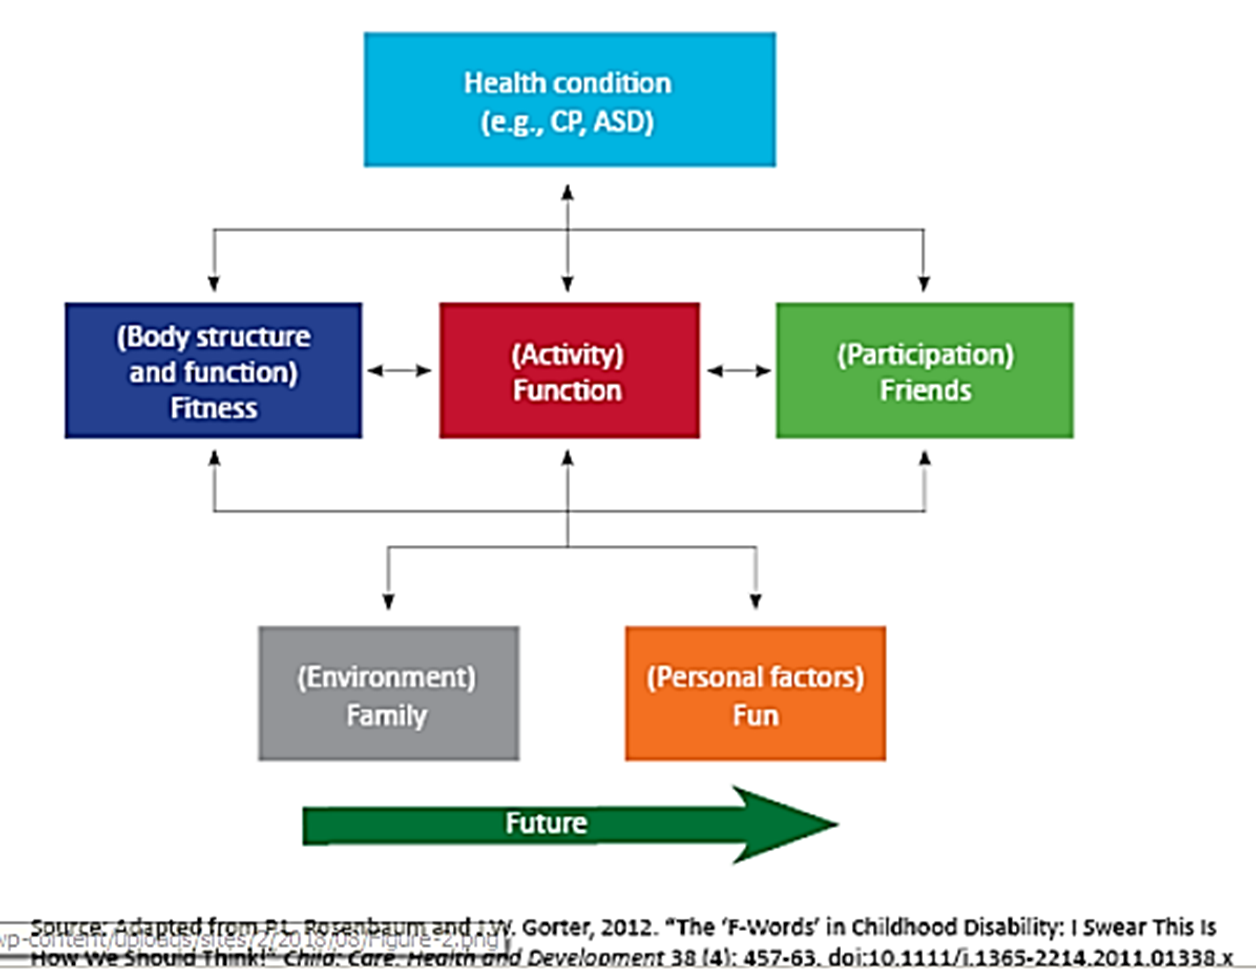 Health condition
(e.g., CP, ASD)
(Body structure
and function)
Fitness
(Activity)
Function
(Participation)
Friends
(Environment)
Family
(Personal factors)
Fun
Future
Source: Adapted from P.L. Rosenbaum and J.W. Gorter, 2012. “The ‘F-Words’ in Childhood Disability: I Swear This Is
vp-content/uploads/sites/2/2018/08/Figure-2.png
How We Should Think!” Child: Care, Health and Development 38 (4): 457-63. doi:10.1111/j.1365-2214.2011.01338.x